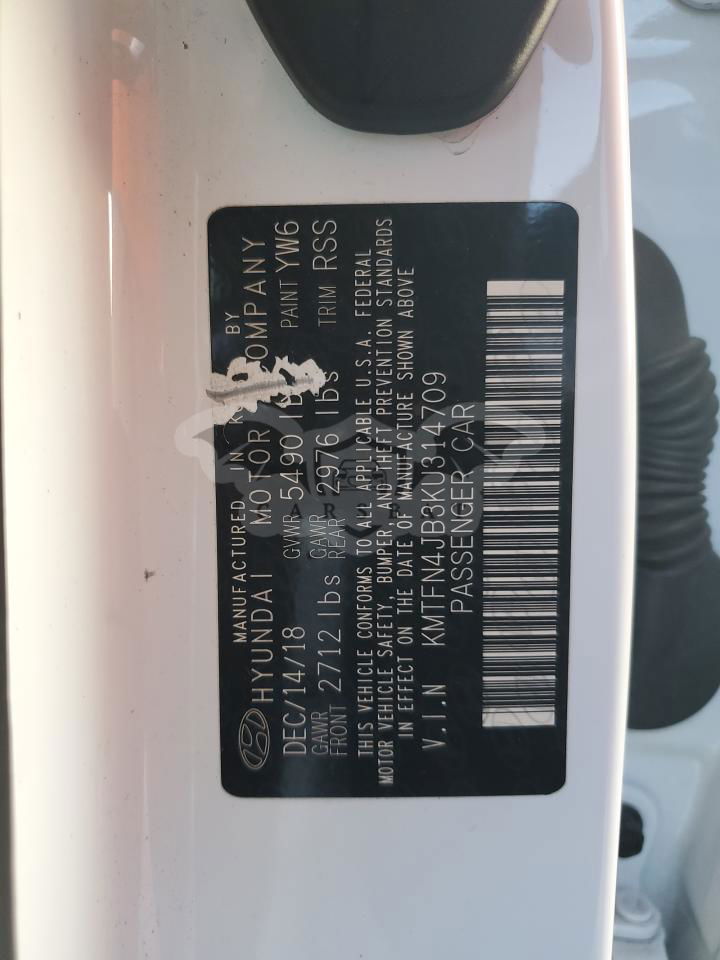 MANUFACTURED IN BY
HYUNDAI MOTOR COMPANY
DEC/14/18 GVWR 5490 PAINT YW6
GAWR FRONT 2712 lbs GAWR REAR 2976 lbs TRIM RSS
THIS VEHICLE CONFORMS TO ALL APPLICABLE U.S.A. FEDERAL
MOTOR VEHICLE SAFETY, BUMPER AND THEFT PREVENTION STANDARDS
IN EFFECT ON THE DATE OF MANUFACTURE SHOWN ABOVE
V.I.N KMTFN4JB3KU314709
PASSENGER CAR